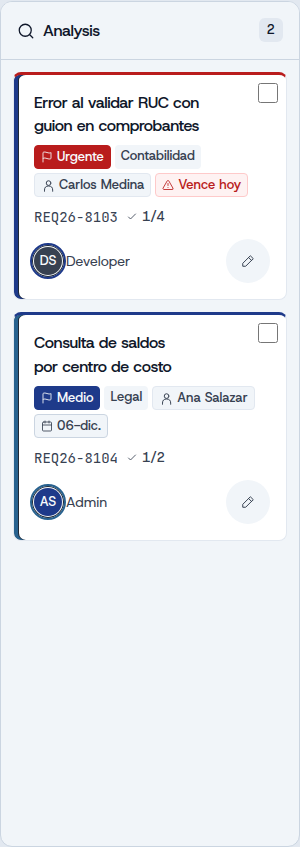 Analysis
2
Error al validar RUC con
guion en comprobantes
Urgente Contabilidad
Carlos Medina Vence hoy
REQ26-8103 1/4
DS Developer
Consulta de saldos
por centro de costo
Medio Legal Ana Salazar
06-dic.
REQ26-8104 1/2
AS Admin